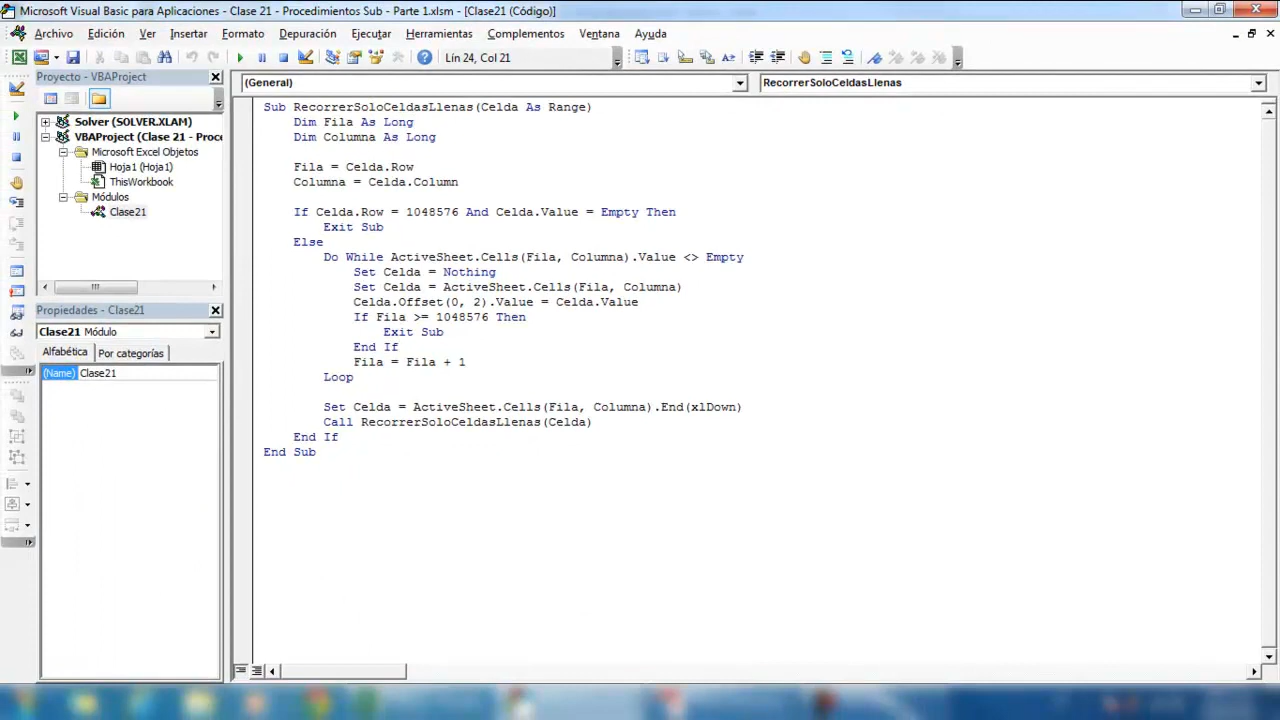 Microsoft Visual Basic para Aplicaciones - Clase 21 - Procedimientos Sub - Parte 1.xlsm - [Clase21 (Código)]
Archivo Edición Ver Insertar Formato Depuración Ejecutar Herramientas Complementos Ventana Ayuda
Lín 24, Col 21
Proyecto - VBAProject
(General)
RecorrerSoloCeldasLlenas
Solver (SOLVER.XLAM)
VBAProject (Clase 21 - Proce
Microsoft Excel Objetos
Hoja1 (Hoja1)
ThisWorkbook
Módulos
Clase21
Propiedades - Clase21
Clase21 Módulo
Alfabética Por categorías
(Name) Clase21
Sub RecorrerSoloCeldasLlenas(Celda As Range)
Dim Fila As Long
Dim Columna As Long
Fila = Celda.Row
Columna = Celda.Column
If Celda.Row = 1048576 And Celda.Value = Empty Then
Exit Sub
Else
Do While ActiveSheet.Cells(Fila, Columna).Value <> Empty
Set Celda = Nothing
Set Celda = ActiveSheet.Cells(Fila, Columna)
Celda.Offset(0, 2).Value = Celda.Value
If Fila >= 1048576 Then
Exit Sub
End If
Fila = Fila + 1
Loop
Set Celda = ActiveSheet.Cells(Fila, Columna).End(xlDown)
Call RecorrerSoloCeldasLlenas(Celda)
End If
End Sub